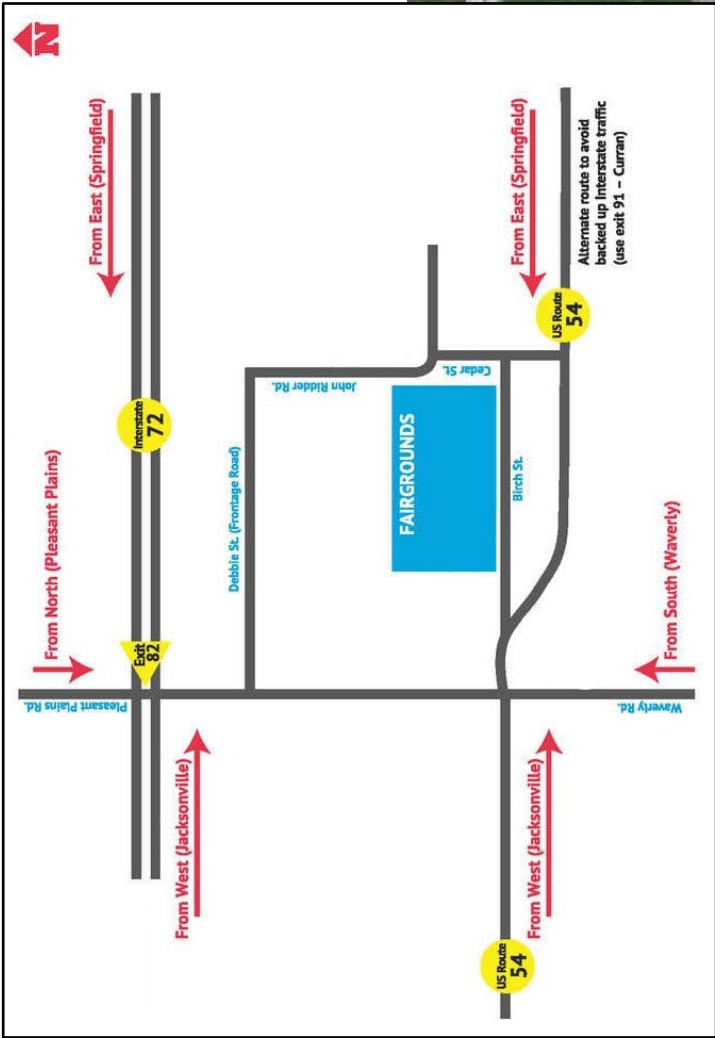 N
From North (Pleasant Plains)
From East (Springfield)
Pleasant Plains Rd.
Exit
82
Interstate
72
From West (Jacksonville)
Debbie St. (Frontage Road)
John Ridder Rd.
FAIRGROUNDS
Cedar St.
Birch St.
From East (Springfield)
US Route
54
Alternate route to avoid
backed up Interstate traffic
(use exit 91 – Curran)
US Route
54
From West (Jacksonville)
Waverly Rd.
From South (Waverly)